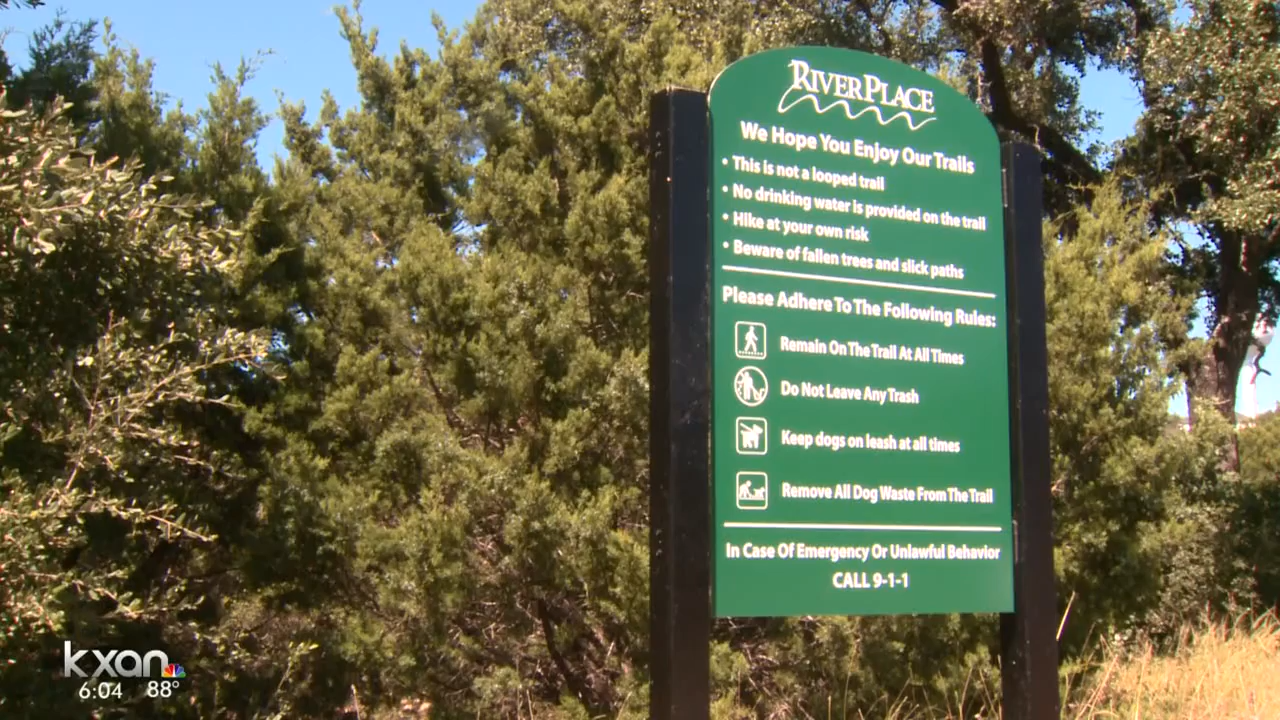 RIVERPLACE
We Hope You Enjoy Our Trails
• This is not a looped trail
• No drinking water is provided on the trail
• Hike at your own risk
• Beware of fallen trees and slick paths
Please Adhere To The Following Rules:
Remain On The Trail At All Times
Do Not Leave Any Trash
Keep dogs on leash at all times
Remove All Dog Waste From The Trail
In Case Of Emergency Or Unlawful Behavior
CALL 9-1-1
kxan
6:04 88°